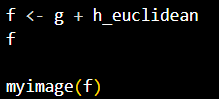 f <- g + h_euclidean
f
myimage(f)